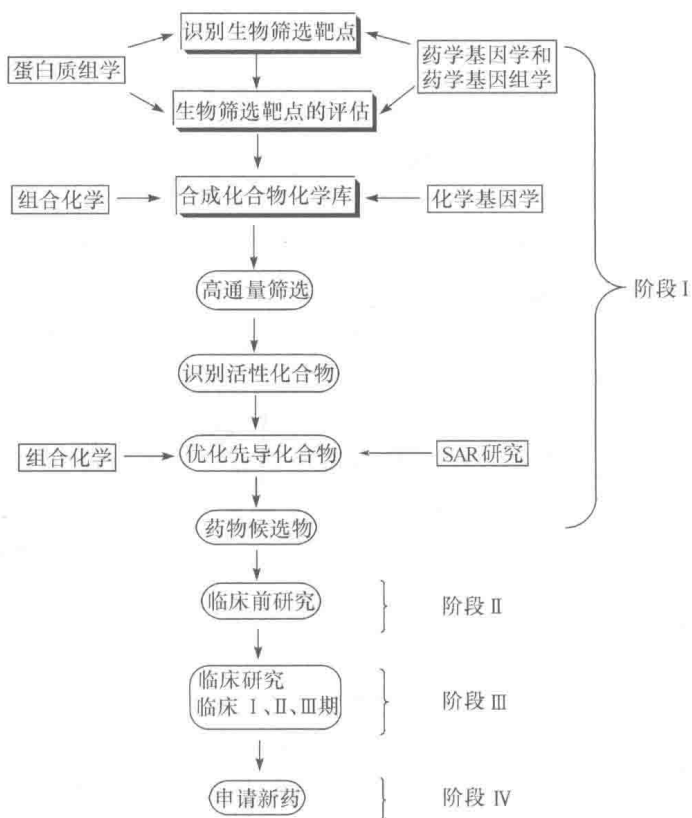 识别生物筛选靶点
蛋白质组学
药学基因学和
药学基因组学
生物筛选靶点的评估
组合化学
合成化合物化学库
化学基因学
高通量筛选
阶段 I
识别活性化合物
组合化学
优化先导化合物
SAR研究
药物候选物
临床前研究
阶段 II
临床研究
临床 I、II、III期
阶段 III
申请新药
阶段 IV